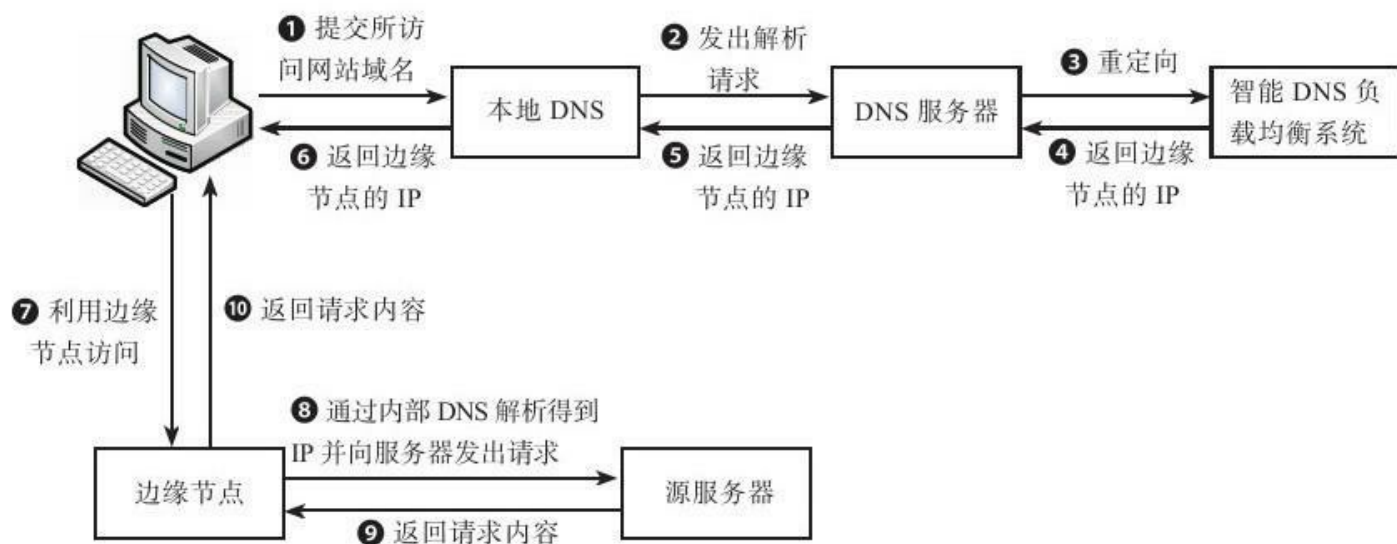 ❶ 提交所访
问网站域名
❷ 发出解析
请求
❸ 重定向
本地 DNS
DNS 服务器
智能 DNS 负
载均衡系统
❻ 返回边缘
节点的 IP
❺ 返回边缘
节点的 IP
❹ 返回边缘
节点的 IP
❼ 利用边缘
节点访问
❿ 返回请求内容
❽ 通过内部 DNS 解析得到
IP 并向服务器发出请求
边缘节点
源服务器
❾ 返回请求内容